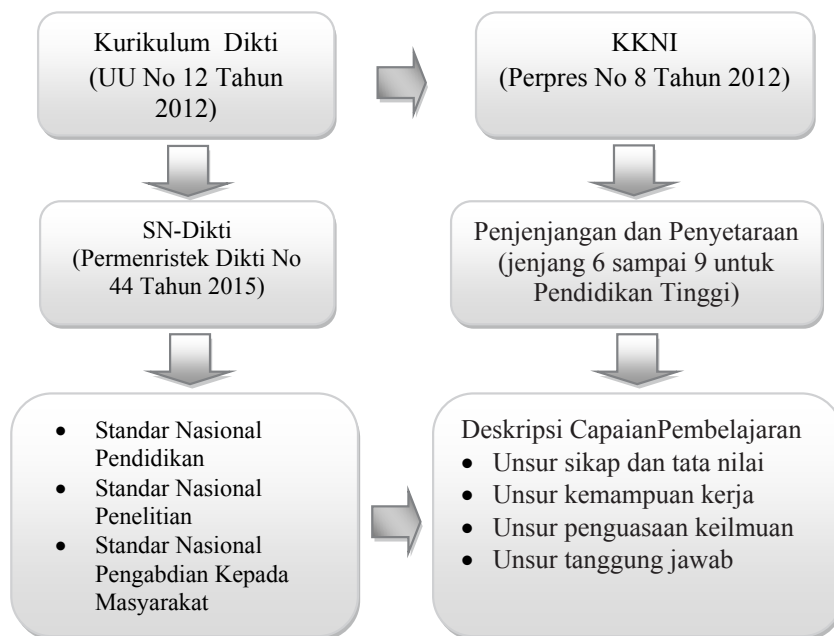 Kurikulum Dikti
(UU No 12 Tahun
2012)
KKNI
(Perpres No 8 Tahun 2012)
SN-Dikti
(Permenristek Dikti No
44 Tahun 2015)
Penjenjangan dan Penyetaraan
(jenjang 6 sampai 9 untuk
Pendidikan Tinggi)
• Standar Nasional
Pendidikan
• Standar Nasional
Penelitian
• Standar Nasional
Pengabdian Kepada
Masyarakat
Deskripsi CapaianPembelajaran
• Unsur sikap dan tata nilai
• Unsur kemampuan kerja
• Unsur penguasaan keilmuan
• Unsur tanggung jawab